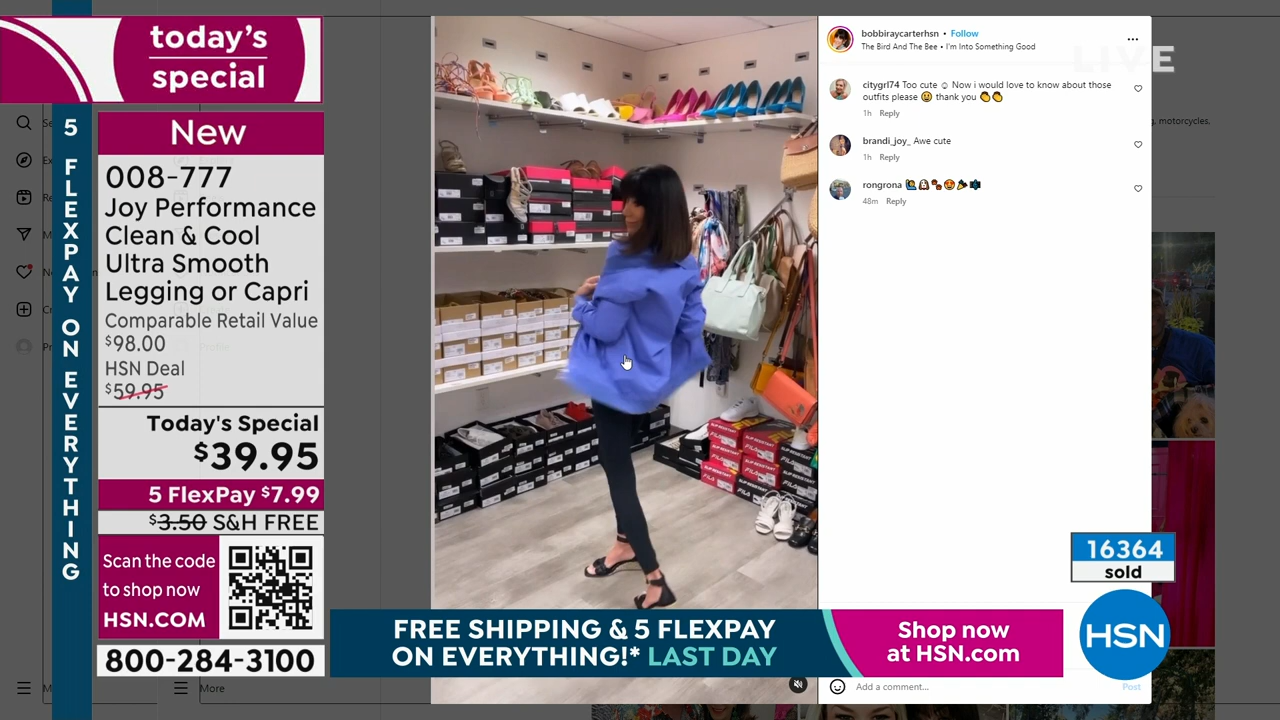 today's
special
5 FLEXPAY ON EVERYTHING
New
008-777
Joy Performance
Clean & Cool
Ultra Smooth
Legging or Capri
Comparable Retail Value
$98.00
HSN Deal
$59.95
Today's Special
$39.95
5 FlexPay $7.99
$3.50 S&H FREE
Scan the code
to shop now
HSN.COM
800-284-3100
More
bobbiraycarterhsn • Follow
The Bird And The Bee • I'm Into Something Good
LIVE
citygrl74 Too cute ☺ Now i would love to know about those
outfits please 😃 thank you 👏👏
1h Reply
brandi_joy_ Awe cute
1h Reply
rongrona
48m Reply
motorcycles.
FILA
16364
sold
FREE SHIPPING & 5 FLEXPAY
ON EVERYTHING!* LAST DAY
Shop now
at HSN.com
HSN
Add a comment...
Post